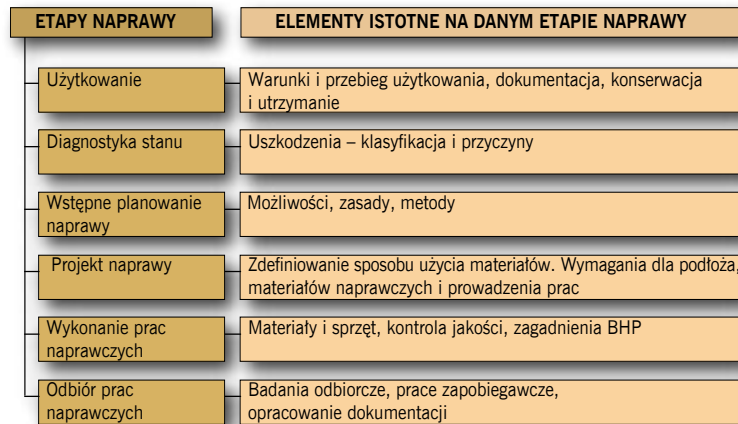 ETAPY NAPRAWY
ELEMENTY ISTOTNE NA DANYM ETAPIE NAPRAWY
Użytkowanie
Warunki i przebieg użytkowania, dokumentacja, konserwacja
i utrzymanie
Diagnostyka stanu
Uszkodzenia – klasyfikacja i przyczyny
Wstępne planowanie
naprawy
Możliwości, zasady, metody
Projekt naprawy
Zdefiniowanie sposobu użycia materiałów. Wymagania dla podłoża,
materiałów naprawczych i prowadzenia prac
Wykonanie prac
naprawczych
Materiały i sprzęt, kontrola jakości, zagadnienia BHP
Odbiór prac
naprawczych
Badania odbiorcze, prace zapobiegawcze,
opracowanie dokumentacji